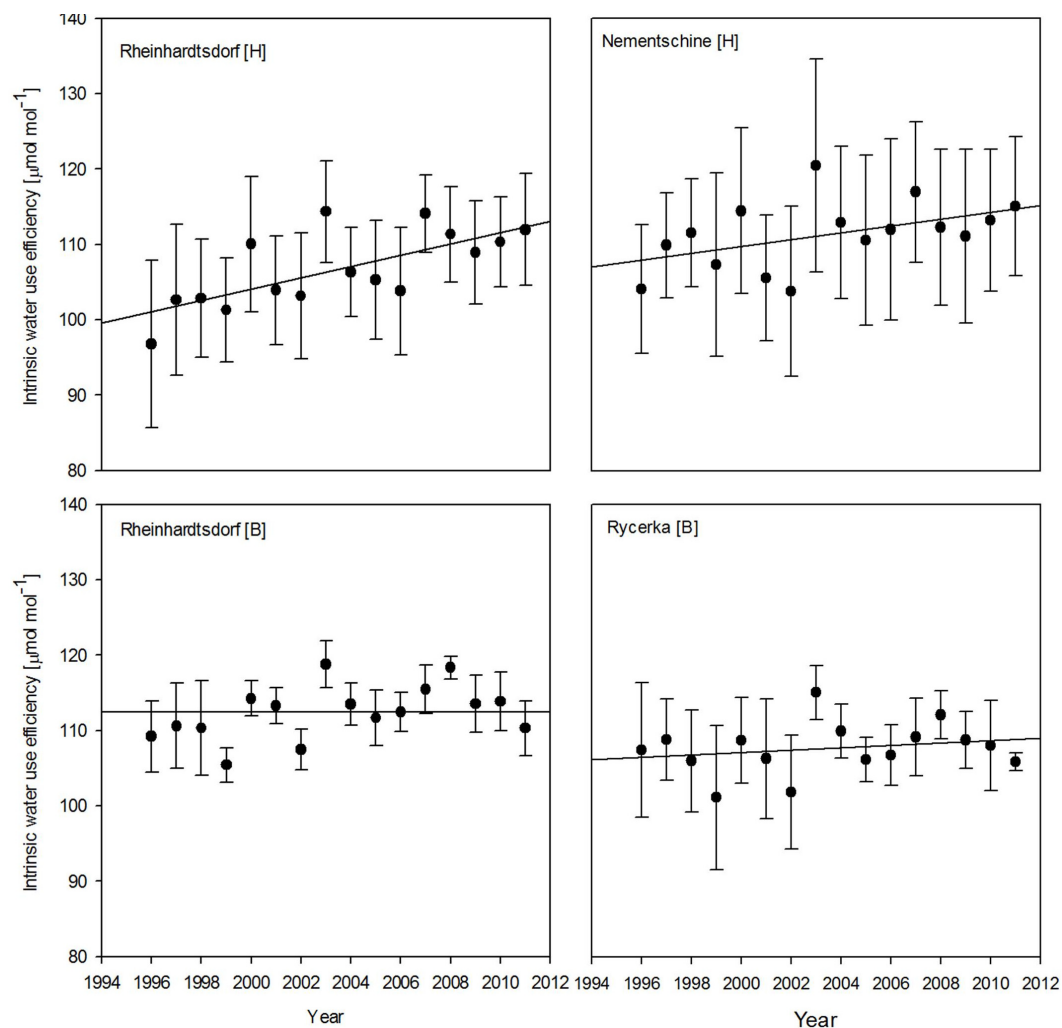 140
130
120
110
100
90
80
Intrinsic water use efficiency [μmol mol⁻¹]
Rheinhardtsdorf [H]
Nementschine [H]
140
130
120
110
100
90
80
Intrinsic water use efficiency [μmol mol⁻¹]
Rheinhardtsdorf [B]
Rycerka [B]
1994 1996 1998 2000 2002 2004 2006 2008 2010 2012
1994 1996 1998 2000 2002 2004 2006 2008 2010 2012
Year
Year